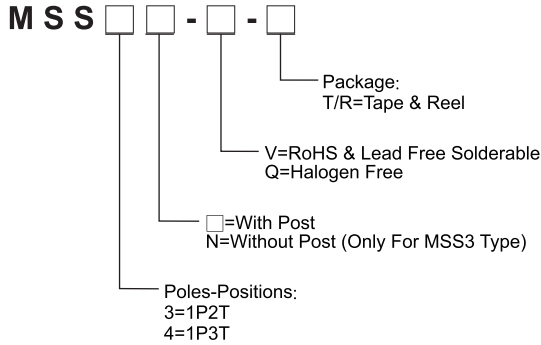 MSS□□-□-□
Package:
T/R=Tape & Reel
V=RoHS & Lead Free Solderable
Q=Halogen Free
□=With Post
N=Without Post (Only For MSS3 Type)
Poles-Positions:
3=1P2T
4=1P3T